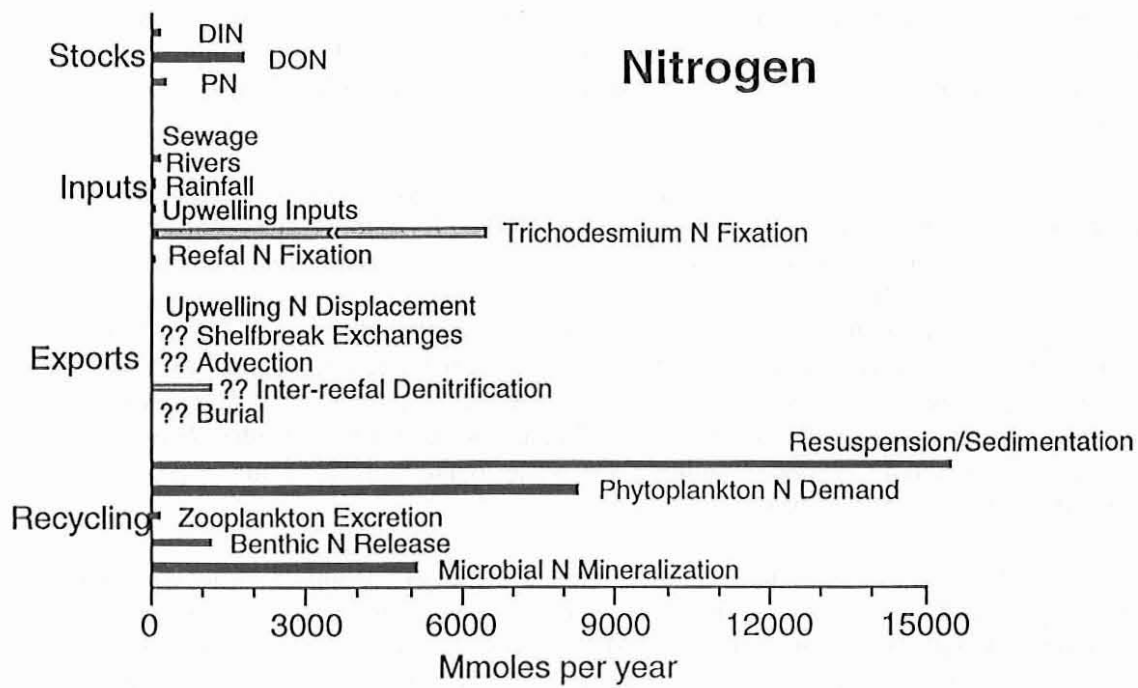 Nitrogen
Stocks
DIN
DON
PN
Inputs
Sewage
Rivers
Rainfall
Upwelling Inputs
Trichodesmium N Fixation
Reefal N Fixation
Exports
Upwelling N Displacement
?? Shelfbreak Exchanges
?? Advection
?? Inter-reefal Denitrification
?? Burial
Recycling
Resuspension/Sedimentation
Phytoplankton N Demand
Zooplankton Excretion
Benthic N Release
Microbial N Mineralization
0 3000 6000 9000 12000 15000
Mmoles per year